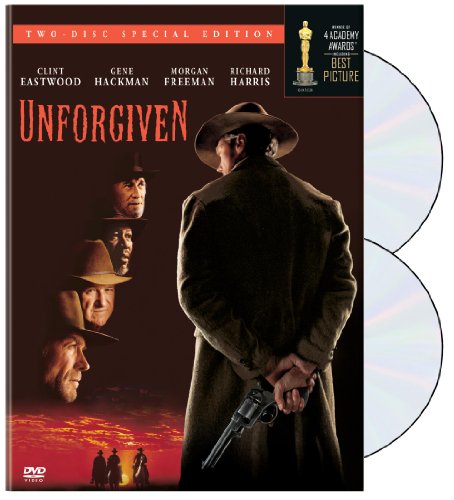 TWO-DISC SPECIAL EDITION
WINNER OF
4 ACADEMY
AWARDS
INCLUDING
BEST
PICTURE
CLINT EASTWOOD
GENE HACKMAN
MORGAN FREEMAN
RICHARD HARRIS
UNFORGIVEN
DVD
VIDEO